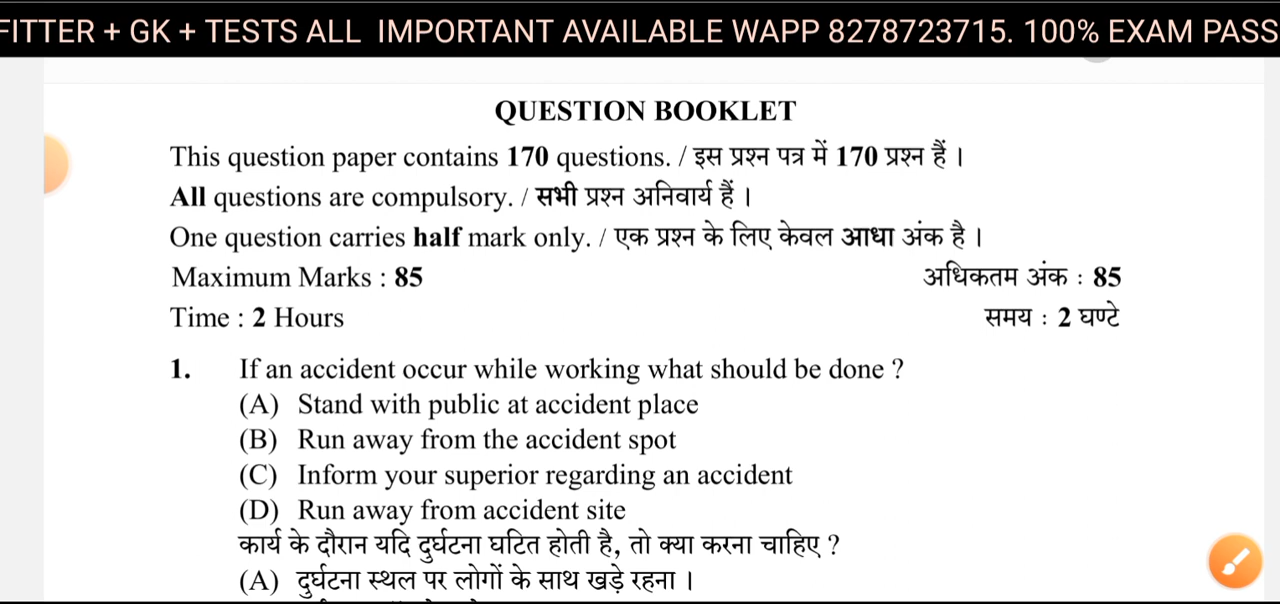 FITTER + GK + TESTS ALL IMPORTANT AVAILABLE WAPP 8278723715. 100% EXAM PASS
QUESTION BOOKLET
This question paper contains 170 questions. / इस प्रश्न पत्र में 170 प्रश्न हैं ।
All questions are compulsory. / सभी प्रश्न अनिवार्य हैं ।
One question carries half mark only. / एक प्रश्न के लिए केवल आधा अंक है ।
Maximum Marks : 85 अधिकतम अंक : 85
Time : 2 Hours समय : 2 घण्टे
1. If an accident occur while working what should be done ?
(A) Stand with public at accident place
(B) Run away from the accident spot
(C) Inform your superior regarding an accident
(D) Run away from accident site
कार्य के दौरान यदि दुर्घटना घटित होती है, तो क्या करना चाहिए ?
(A) दुर्घटना स्थल पर लोगों के साथ खड़े रहना ।